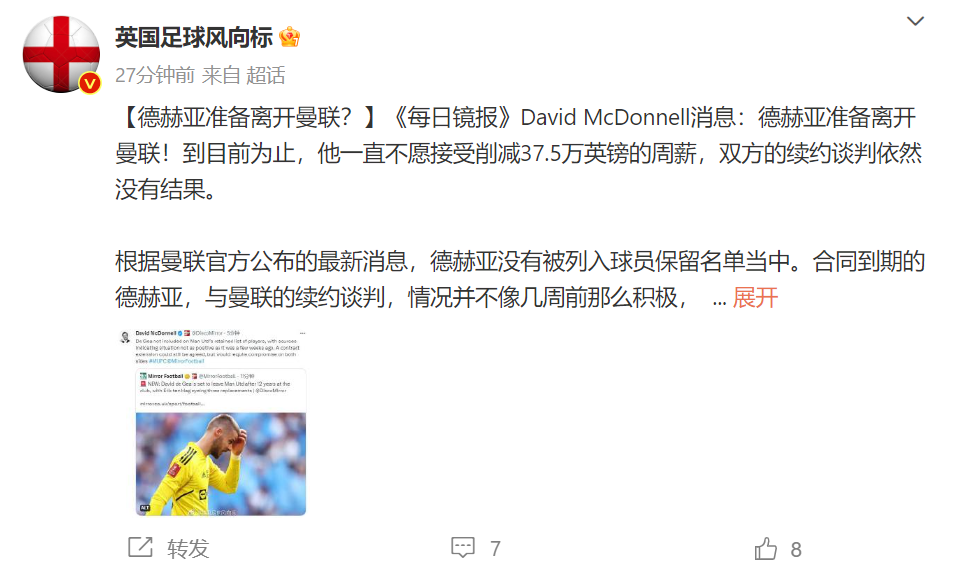 英国足球风向标
27分钟前 来自 超话
【德赫亚准备离开曼联？】《每日镜报》David McDonnell消息：德赫亚准备离开
曼联！到目前为止，他一直不愿接受削减37.5万英镑的周薪，双方的续约谈判依然
没有结果。
根据曼联官方公布的最新消息，德赫亚没有被列入球员保留名单当中。合同到期的
德赫亚，与曼联的续约谈判，情况并不像几周前那么积极， ... 展开
David McDonnell @DiscoMirror
De Gea not included on Man Utd's retained list of players, with sources
indicating situation not as positive as it was a few weeks ago. A contract
extension could still be agreed, but would require compromise on both
sides #MUFC @MirrorFootball
Mirror Football @MirrorFootball
NEW: David de Gea is set to leave Man Utd after 12 years at the
club, with Erik ten Hag eyeing three replacements | @DiscoMirror
mirror.co.uk/sport/football...
ALT
转发
7
8